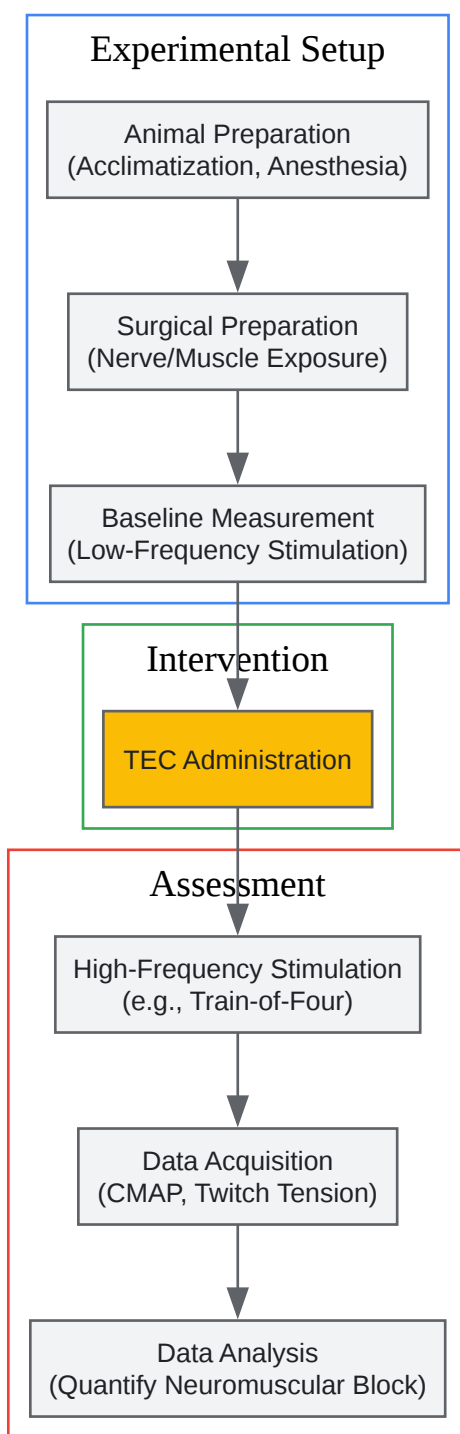 Experimental Setup
Animal Preparation
(Acclimatization, Anesthesia)
Surgical Preparation
(Nerve/Muscle Exposure)
Baseline Measurement
(Low-Frequency Stimulation)
Intervention
TEC Administration
Assessment
High-Frequency Stimulation
(e.g., Train-of-Four)
Data Acquisition
(CMAP, Twitch Tension)
Data Analysis
(Quantify Neuromuscular Block)